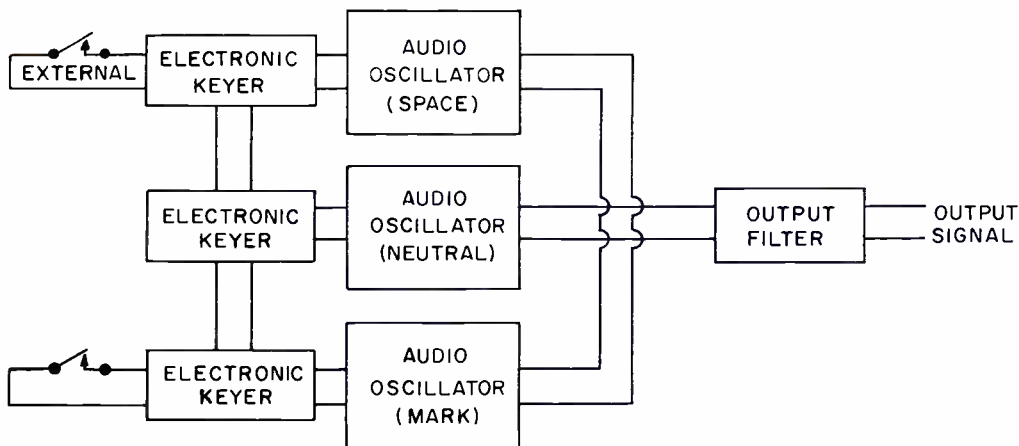 EXTERNAL
ELECTRONIC
KEYER
AUDIO
OSCILLATOR
(SPACE)
ELECTRONIC
KEYER
AUDIO
OSCILLATOR
(NEUTRAL)
OUTPUT
FILTER
OUTPUT
SIGNAL
ELECTRONIC
KEYER
AUDIO
OSCILLATOR
(MARK)